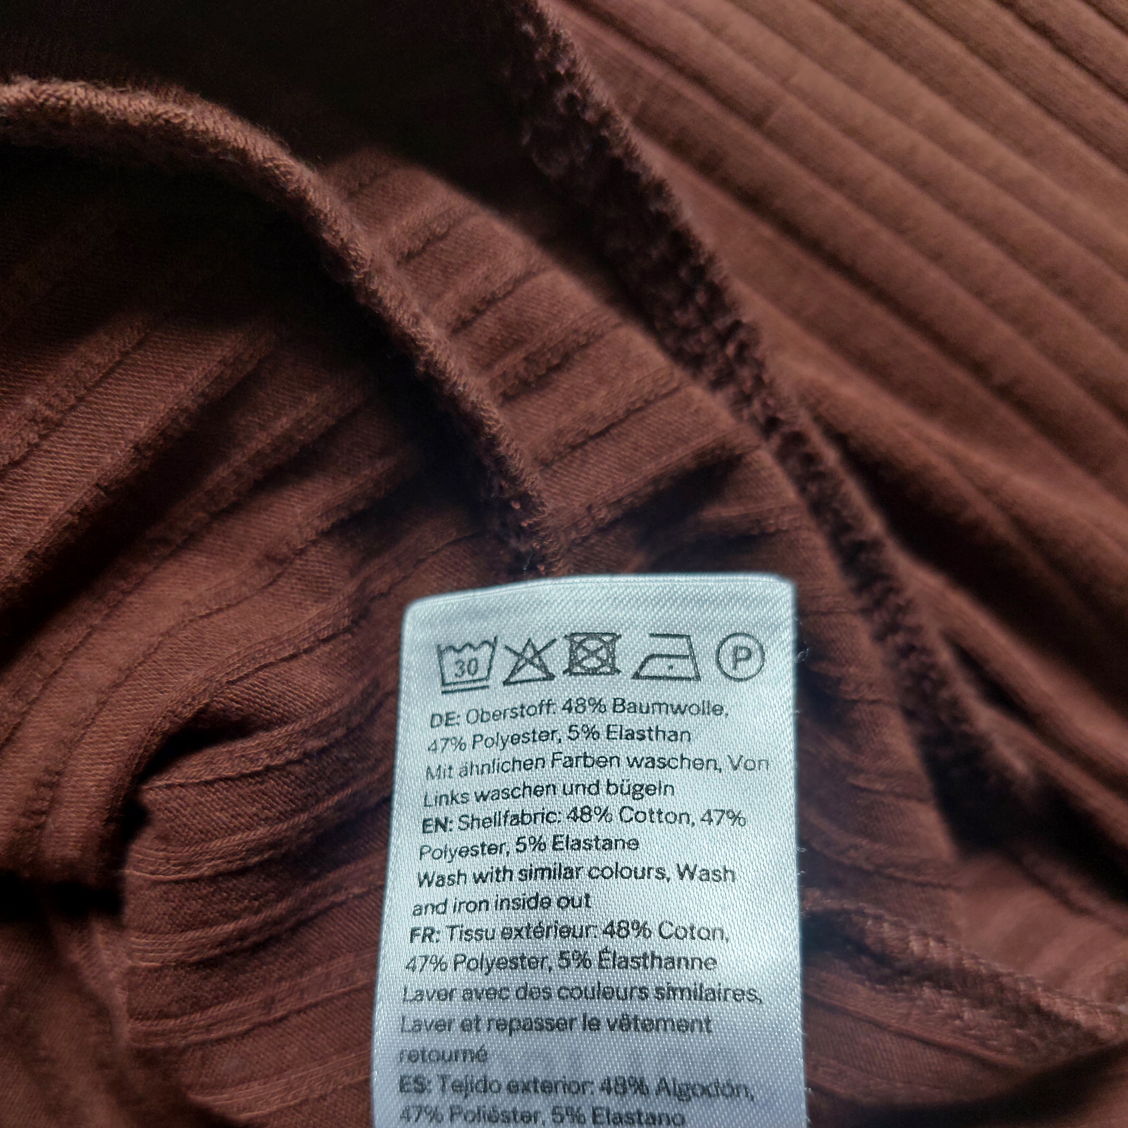 30 P
DE: Oberstoff: 48% Baumwolle,
47% Polyester, 5% Elasthan
Mit ähnlichen Farben waschen, Von
Links waschen und bügeln
EN: Shellfabric: 48% Cotton, 47%
Polyester, 5% Elastane
Wash with similar colours, Wash
and iron inside out
FR: Tissu extérieur: 48% Coton,
47% Polyester, 5% Élasthanne
Laver avec des couleurs similaires,
Laver et repasser le vêtement
retourné
ES: Tejido exterior: 48% Algodón,
47% Poliéster, 5% Elastano